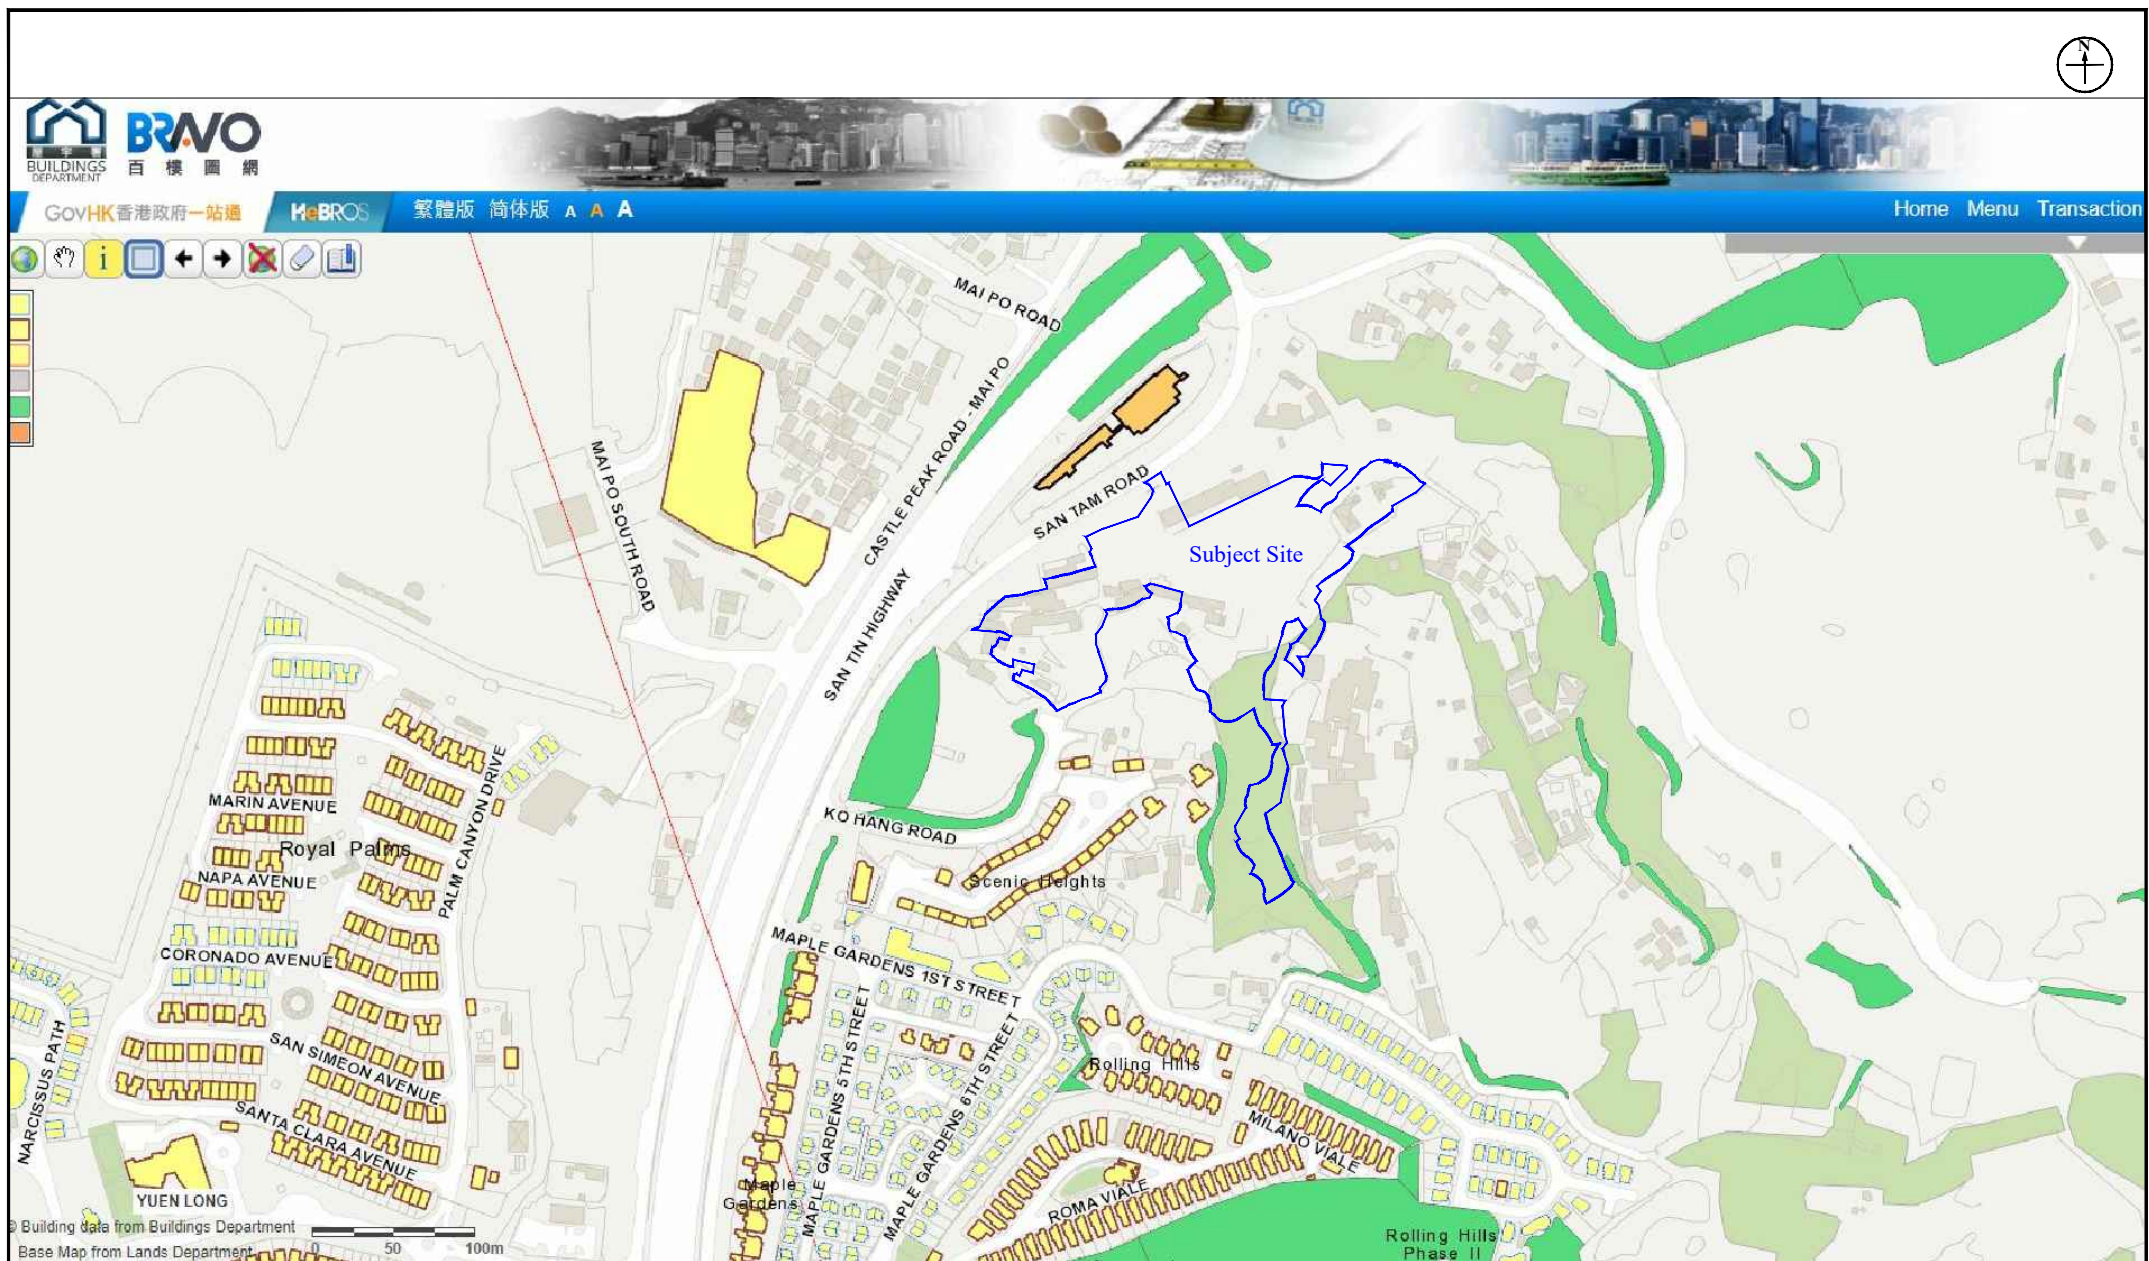 N
BUILDINGS
DEPARTMENT
BRAVO
百樓圖網
GovHK香港政府一站通
MeBROS
繁體版 简体版 A A A
Home Menu Transaction
i
MAI PO ROAD
CASTLE PEAK ROAD - MAI PO
MAI PO SOUTH ROAD
SAN TAM ROAD
Subject Site
SAN TIN HIGHWAY
PALM CANYON DRIVE
MARIN AVENUE
KO HANG ROAD
Royal Palms
NAPA AVENUE
Scenic Heights
CORONADO AVENUE
MAPLE GARDENS 1ST STREET
NARCISSUS PATH
SAN SIMEON AVENUE
MAPLE GARDENS 5TH STREET
MAPLE GARDENS 6TH STREET
Rolling Hills
SANTA CLARA AVENUE
MILANO VIALE
YUEN LONG
Maple
Gardens
ROMA VIALE
Rolling Hills
Phase II
© Building data from Buildings Department
Base Map from Lands Department
0 50 100m